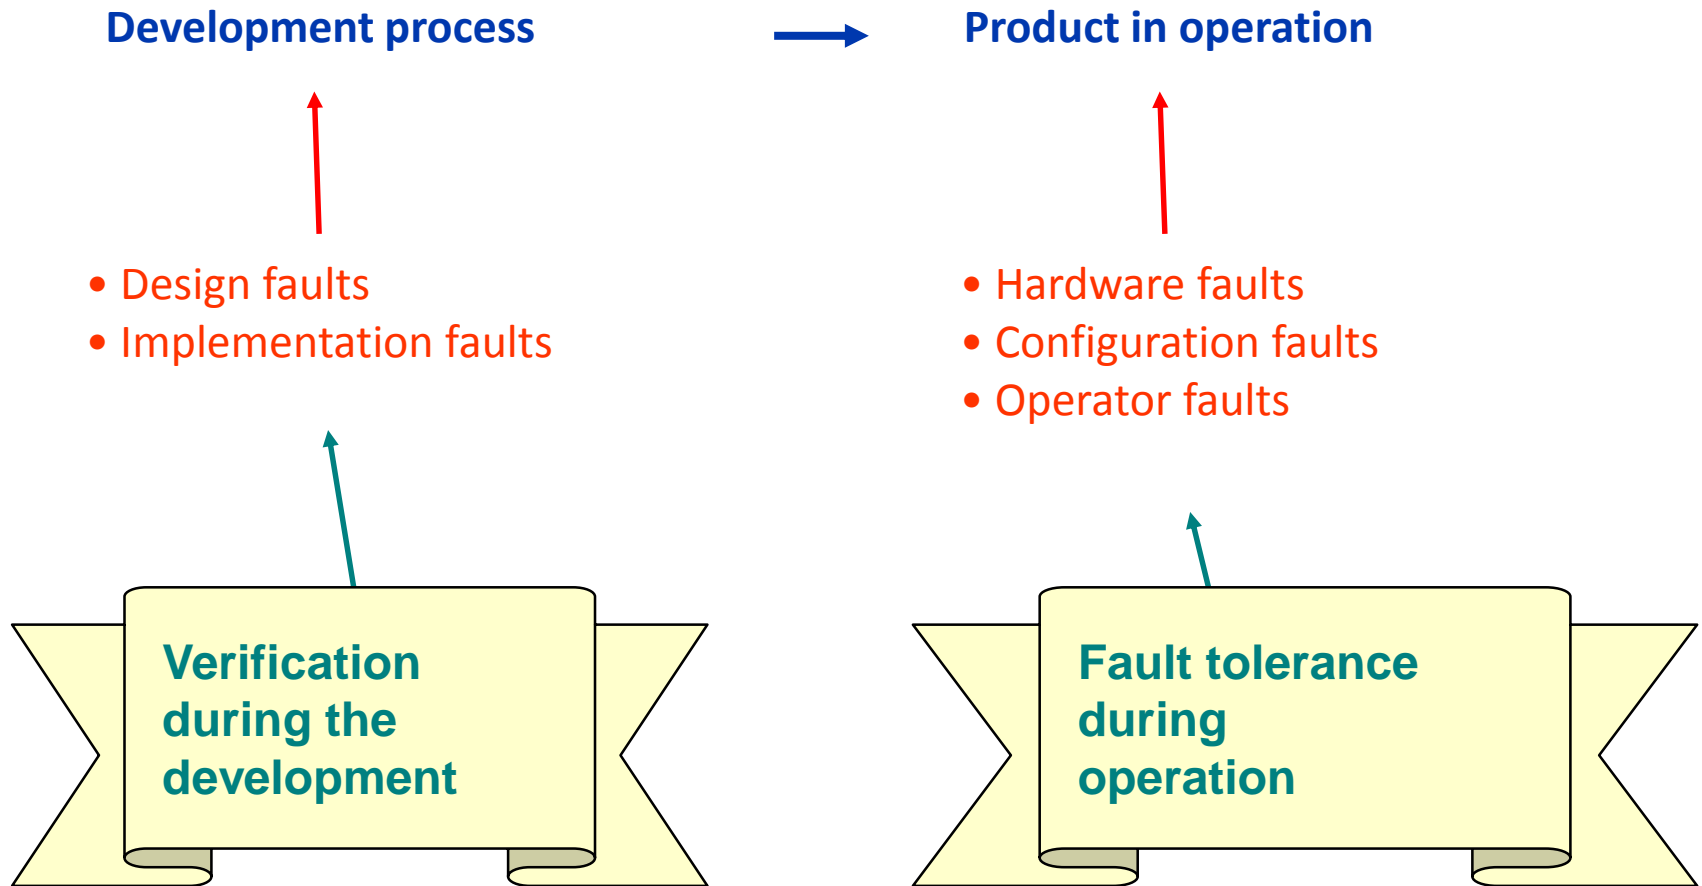 Development process
Product in operation
• Design faults
• Implementation faults
• Hardware faults
• Configuration faults
• Operator faults
Verification
during the
development
Fault tolerance
during
operation